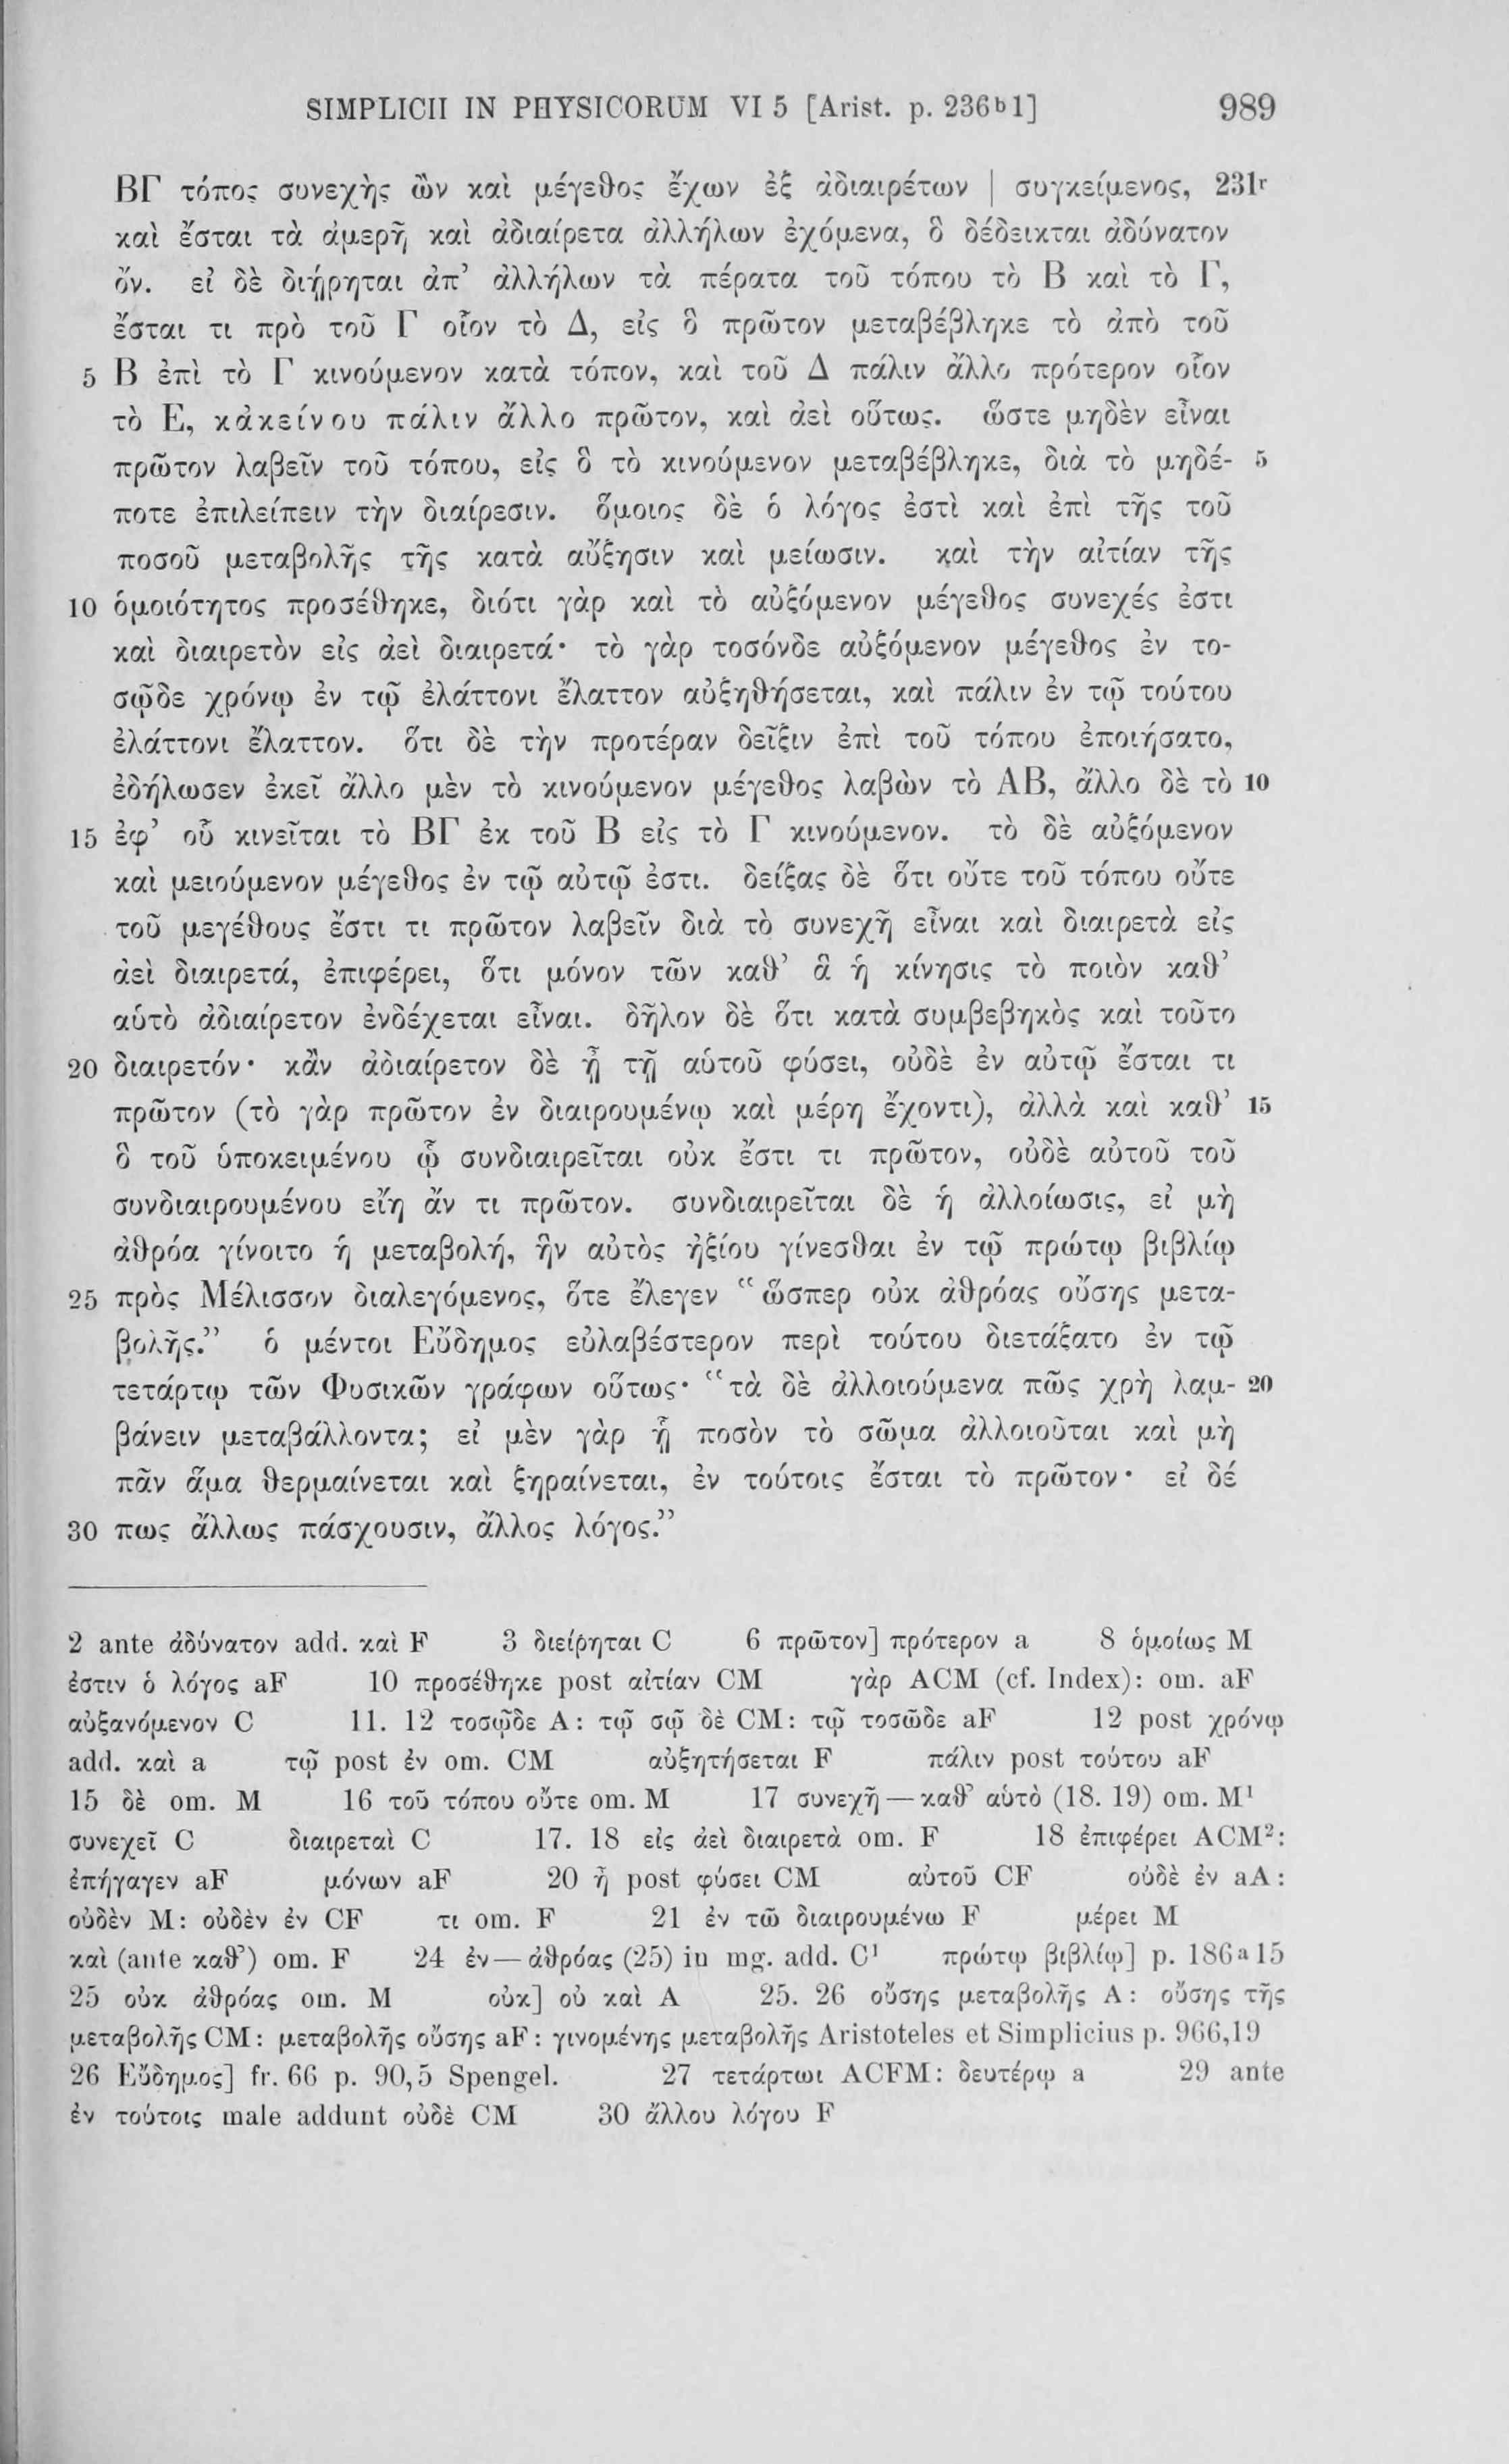 SIMPLICII IN PHYSICORUM VI 5 [Arist. p. 236ᵇ1] 989
ΒΓ τόπος συνεχὴς ὢν καὶ μέγεθος ἔχων ἐξ ἀδιαιρέτων | συγκείμενος, 231ʳ
καὶ ἔσται τὰ ἀμερῆ καὶ ἀδιαίρετα ἀλλήλων ἐχόμενα, ὃ δέδεικται ἀδύνατον
ὄν. εἰ δὲ διῄρηται ἀπ’ ἀλλήλων τὰ πέρατα τοῦ τόπου τὸ Β καὶ τὸ Γ,
ἔσται τι πρὸ τοῦ Γ οἷον τὸ Δ, εἰς ὃ πρῶτον μεταβέβληκε τὸ ἀπὸ τοῦ
5 Β ἐπὶ τὸ Γ κινούμενον κατὰ τόπον, καὶ τοῦ Δ πάλιν ἄλλο πρότερον οἷον
τὸ Ε, κἀκείνου πάλιν ἄλλο πρῶτον, καὶ ἀεὶ οὕτως. ὥστε μηδὲν εἶναι
πρῶτον λαβεῖν τοῦ τόπου, εἰς ὃ τὸ κινούμενον μεταβέβληκε, διὰ τὸ μηδέ- 5
ποτε ἐπιλείπειν τὴν διαίρεσιν. ὅμοιος δὲ ὁ λόγος ἐστὶ καὶ ἐπὶ τῆς τοῦ
ποσοῦ μεταβολῆς τῆς κατὰ αὔξησιν καὶ μείωσιν. καὶ τὴν αἰτίαν τῆς
10 ὁμοιότητος προσέθηκε, διότι γὰρ καὶ τὸ αὐξόμενον μέγεθος συνεχές ἐστι
καὶ διαιρετὸν εἰς ἀεὶ διαιρετά· τὸ γὰρ τοσόνδε αὐξόμενον μέγεθος ἐν το-
σῷδε χρόνῳ ἐν τῷ ἐλάττονι ἔλαττον αὐξηθήσεται, καὶ πάλιν ἐν τῷ τούτου
ἐλάττονι ἔλαττον. ὅτι δὲ τὴν προτέραν δεῖξιν ἐπὶ τοῦ τόπου ἐποιήσατο,
ἐδήλωσεν ἐκεῖ ἄλλο μὲν τὸ κινούμενον μέγεθος λαβὼν τὸ ΑΒ, ἄλλο δὲ τὸ 10
15 ἐφ’ οὗ κινεῖται τὸ ΒΓ ἐκ τοῦ Β εἰς τὸ Γ κινούμενον. τὸ δὲ αὐξόμενον
καὶ μειούμενον μέγεθος ἐν τῷ αὐτῷ ἐστι. δείξας δὲ ὅτι οὔτε τοῦ τόπου οὔτε
τοῦ μεγέθους ἔστι τι πρῶτον λαβεῖν διὰ τὸ συνεχῆ εἶναι καὶ διαιρετὰ εἰς
ἀεὶ διαιρετά, ἐπιφέρει, ὅτι μόνον τῶν καθ’ ἃ ἡ κίνησις τὸ ποιὸν καθ’
αὑτὸ ἀδιαίρετον ἐνδέχεται εἶναι. δῆλον δὲ ὅτι κατὰ συμβεβηκὸς καὶ τοῦτο
20 διαιρετόν· κἂν ἀδιαίρετον δὲ ᾖ τῇ αὑτοῦ φύσει, οὐδὲ ἐν αὐτῷ ἔσται τι
πρῶτον (τὸ γὰρ πρῶτον ἐν διαιρουμένῳ καὶ μέρη ἔχοντι), ἀλλὰ καὶ καθ’ 15
ὃ τοῦ ὑποκειμένου ᾧ συνδιαιρεῖται οὐκ ἔστι τι πρῶτον, οὐδὲ αὐτοῦ τοῦ
συνδιαιρουμένου εἴη ἄν τι πρῶτον. συνδιαιρεῖται δὲ ἡ ἀλλοίωσις, εἰ μὴ
ἀθρόα γίνοιτο ἡ μεταβολή, ἣν αὐτὸς ἠξίου γίνεσθαι ἐν τῷ πρώτῳ βιβλίῳ
25 πρὸς Μέλισσον διαλεγόμενος, ὅτε ἔλεγεν “ὥσπερ οὐκ ἀθρόας οὔσης μετα-
βολῆς.” ὁ μέντοι Εὔδημος εὐλαβέστερον περὶ τούτου διετάξατο ἐν τῷ
τετάρτῳ τῶν Φυσικῶν γράφων οὕτως· “τὰ δὲ ἀλλοιούμενα πῶς χρὴ λαμ- 20
βάνειν μεταβάλλοντα; εἰ μὲν γὰρ ᾗ ποσὸν τὸ σῶμα ἀλλοιοῦται καὶ μὴ
πᾶν ἅμα θερμαίνεται καὶ ξηραίνεται, ἐν τούτοις ἔσται τὸ πρῶτον· εἰ δέ
30 πως ἄλλως πάσχουσιν, ἄλλος λόγος.”
2 ante ἀδύνατον add. καὶ F 3 διείρηται C 6 πρῶτον] πρότερον a 8 ὁμοίως M
ἐστιν ὁ λόγος aF 10 προσέθηκε post αἰτίαν CM γὰρ ACM (cf. Index): om. aF
αὐξανόμενον C 11. 12 τοσῷδε A: τῷ σῷ δὲ CM: τῷ τοσῶδε aF 12 post χρόνῳ
add. καὶ a τῷ post ἐν om. CM αὐξητήσεται F πάλιν post τούτου aF
15 δὲ om. M 16 τοῦ τόπου οὔτε om. M 17 συνεχῆ — καθ’ αὑτὸ (18. 19) om. M¹
συνεχεῖ C διαιρεταὶ C 17. 18 εἰς ἀεὶ διαιρετὰ om. F 18 ἐπιφέρει ACM²:
ἐπήγαγεν aF μόνων aF 20 ᾖ post φύσει CM αὐτοῦ CF οὐδὲ ἐν aA:
οὐδὲν M: οὐδὲν ἐν CF τι om. F 21 ἐν τῶ διαιρουμένω F μέρει M
καὶ (ante καθ’) om. F 24 ἐν — ἀθρόας (25) in mg. add. C¹ πρώτῳ βιβλίῳ] p. 186ᵃ15
25 οὐκ ἀθρόας om. M οὐκ] οὐ καὶ A 25. 26 οὔσης μεταβολῆς A: οὔσης τῆς
μεταβολῆς CM: μεταβολῆς οὔσης aF: γινομένης μεταβολῆς Aristoteles et Simplicius p. 966,19
26 Εὔδημος] fr. 66 p. 90,5 Spengel. 27 τετάρτωι ACFM: δευτέρῳ a 29 ante
ἐν τούτοις male addunt οὐδὲ CM 30 ἄλλου λόγου F